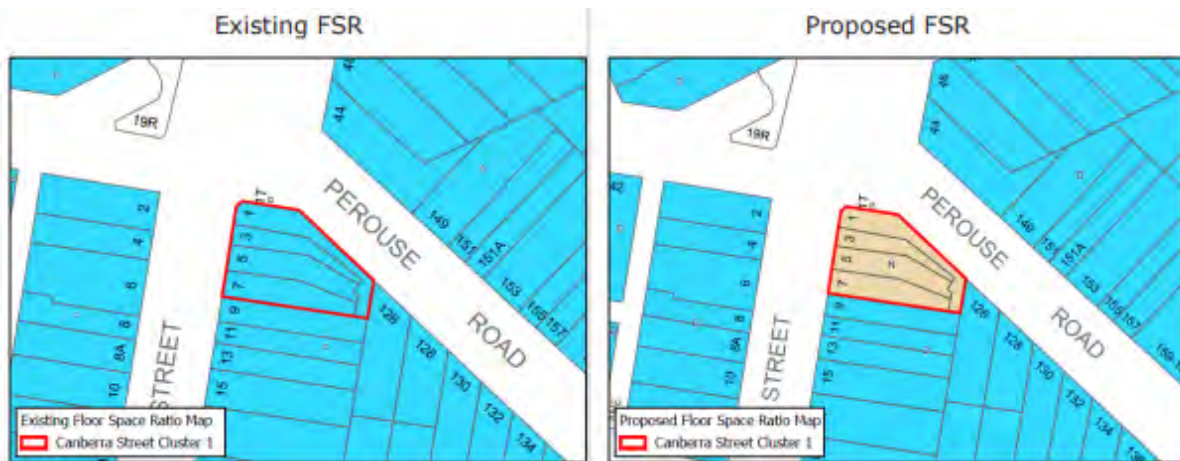 Existing FSR
19R
44
PEROUSE
ROAD
STREET
1T
1
3
5
7
9
11
13
15
2
4
6
8
8A
10
149
151
151A
153
155
157
126
128
130
132
134
Existing Floor Space Ratio Map
Canberra Street Cluster 1
Proposed FSR
19R
46
44
PEROUSE
ROAD
STREET
1T
1
3
5
7
N
9
11
13
15
2
4
6
8
8A
10
149
151
151A
153
155
157
126
128
130
132
134
Proposed Floor Space Ratio Map
Canberra Street Cluster 1